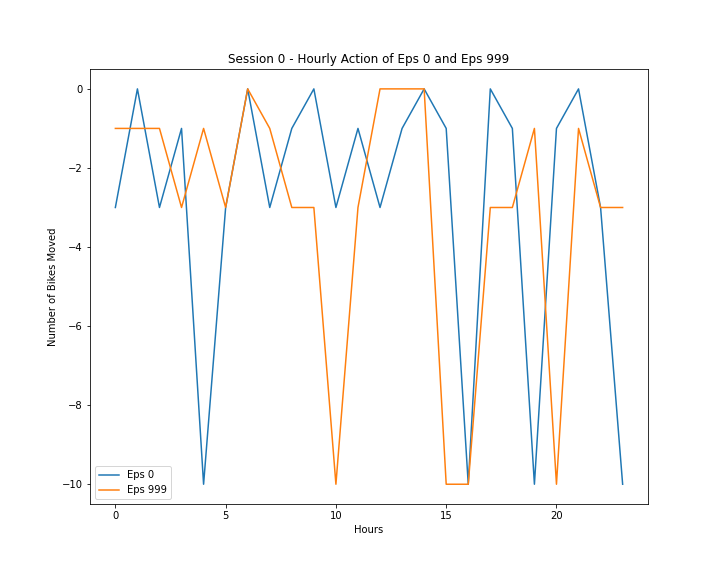 Session 0 - Hourly Action of Eps 0 and Eps 999
Number of Bikes Moved
0
−2
−4
−6
−8
−10
Eps 0
Eps 999
0 5 10 15 20
Hours